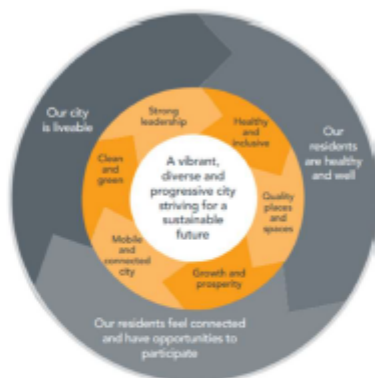 Our city
is liveable
Strong
leadership
Healthy
and
inclusive
Our
residents
are healthy
and well
Clean
and
green
A vibrant,
diverse and
progressive city
striving for a
sustainable
future
Quality
places
and
spaces
Mobile
and
connected
city
Growth and
prosperity
Our residents feel connected
and have opportunities to
participate